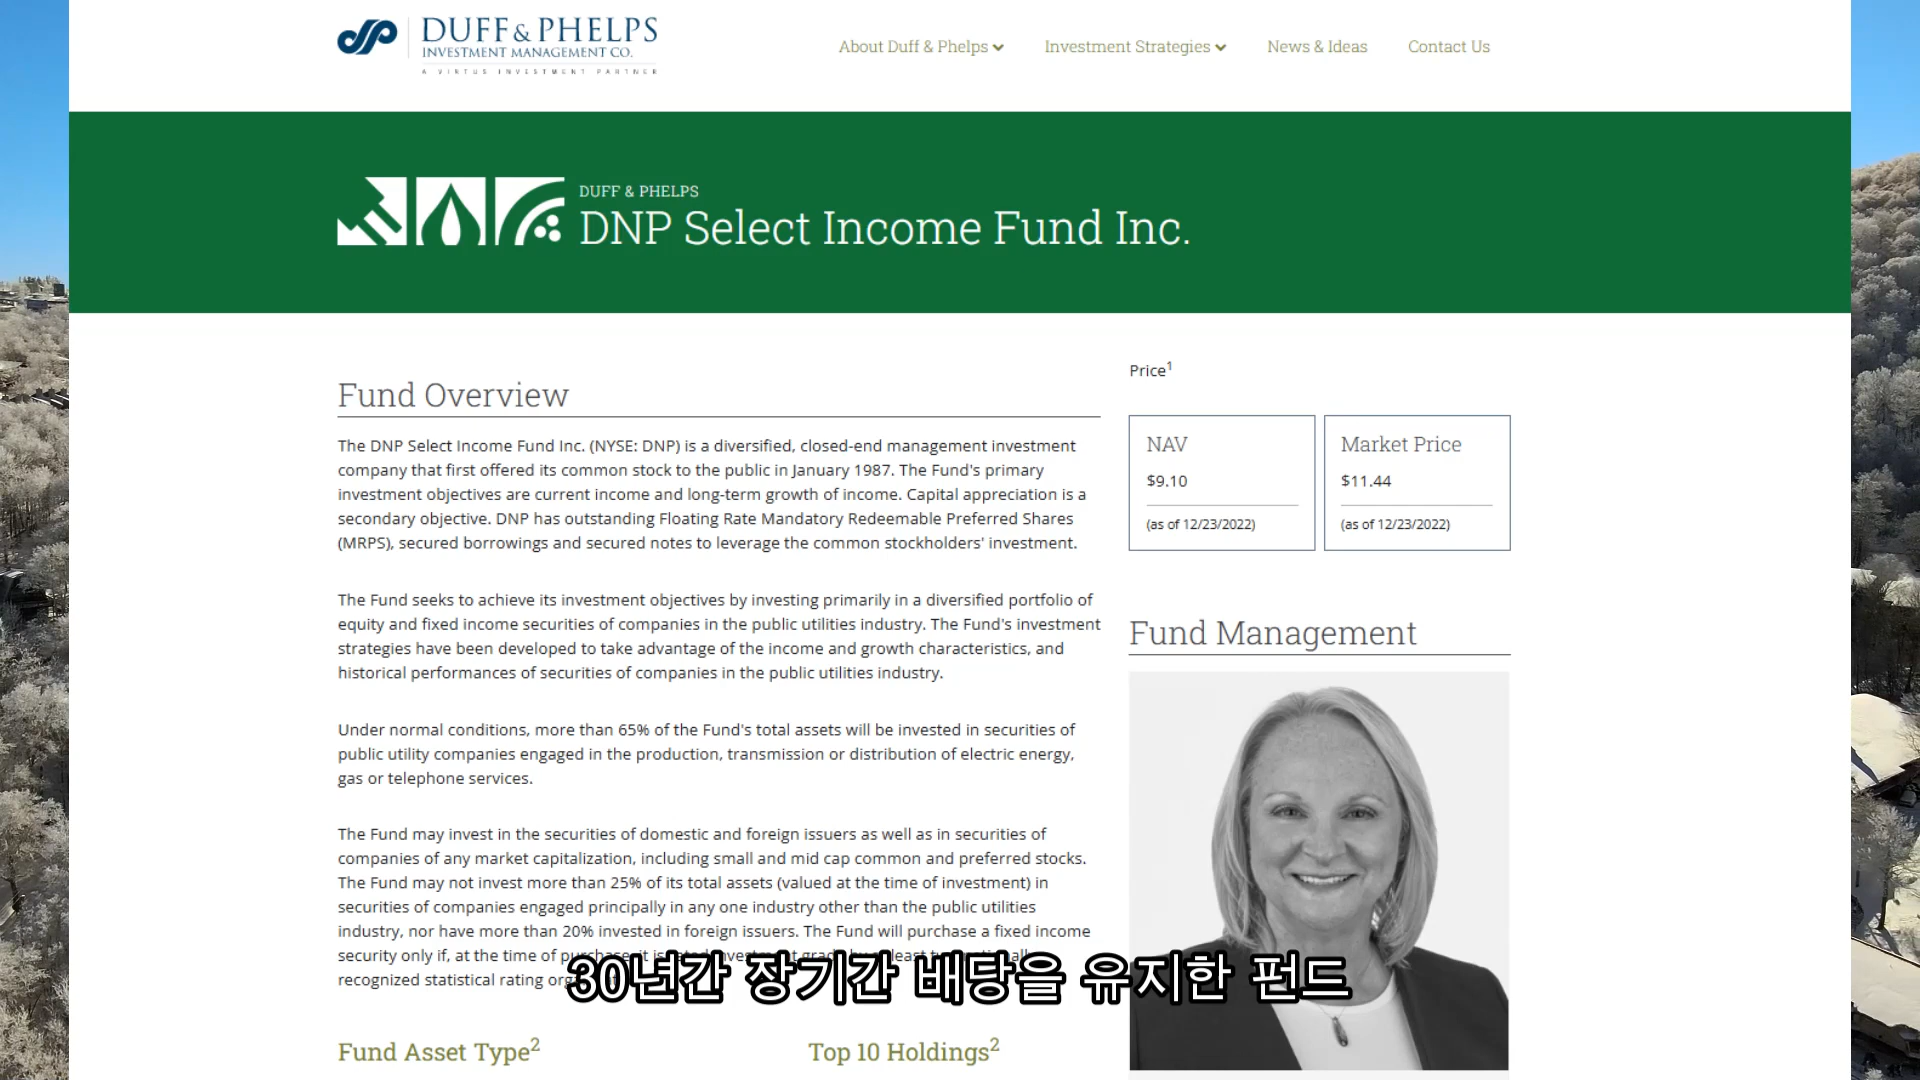 DUFF & PHELPS
INVESTMENT MANAGEMENT CO.
A VIRTUS INVESTMENT PARTNER
About Duff & Phelps
Investment Strategies
News & Ideas
Contact Us
DUFF & PHELPS
DNP Select Income Fund Inc.
Fund Overview
The DNP Select Income Fund Inc. (NYSE: DNP) is a diversified, closed-end management investment
company that first offered its common stock to the public in January 1987. The Fund's primary
investment objectives are current income and long-term growth of income. Capital appreciation is a
secondary objective. DNP has outstanding Floating Rate Mandatory Redeemable Preferred Shares
(MRPS), secured borrowings and secured notes to leverage the common stockholders' investment.
The Fund seeks to achieve its investment objectives by investing primarily in a diversified portfolio of
equity and fixed income securities of companies in the public utilities industry. The Fund's investment
strategies have been developed to take advantage of the income and growth characteristics, and
historical performances of securities of companies in the public utilities industry.
Under normal conditions, more than 65% of the Fund's total assets will be invested in securities of
public utility companies engaged in the production, transmission or distribution of electric energy,
gas or telephone services.
The Fund may invest in the securities of domestic and foreign issuers as well as in securities of
companies of any market capitalization, including small and mid cap common and preferred stocks.
The Fund may not invest more than 25% of its total assets (valued at the time of investment) in
securities of companies engaged principally in any one industry other than the public utilities
industry, nor have more than 20% invested in foreign issuers. The Fund will purchase a fixed income
security only if, at the time of purchase, it is rated investment grade by at least
recognized statistical rating
Price1
NAV
$9.10
(as of 12/23/2022)
Market Price
$11.44
(as of 12/23/2022)
Fund Management
30년간 장기간 배당을 유지한 펀드
Fund Asset Type2
Top 10 Holdings2